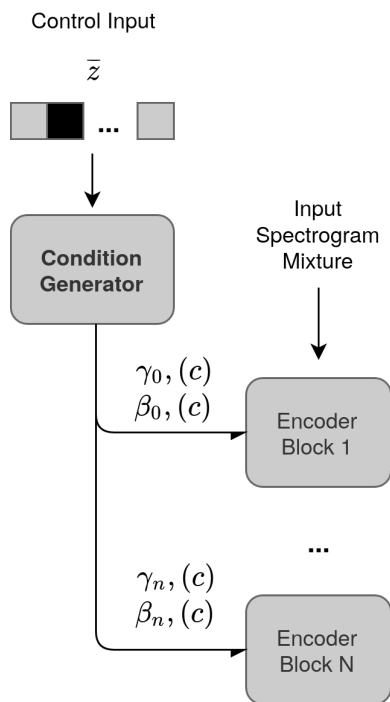 Control Input
z̅
...
Condition
Generator
Input
Spectrogram
Mixture
γ₀, (c)
β₀, (c)
Encoder
Block 1
...
γₙ, (c)
βₙ, (c)
Encoder
Block N